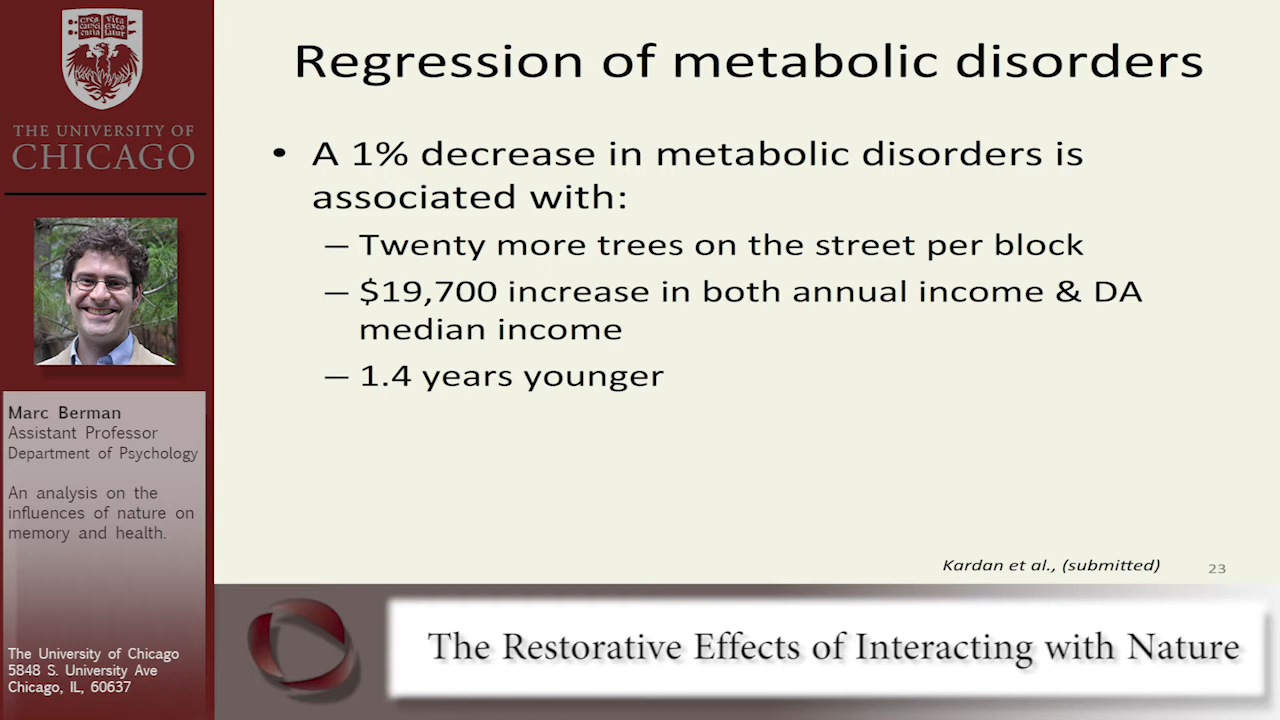 THE UNIVERSITY OF
CHICAGO
Marc Berman
Assistant Professor
Department of Psychology
An analysis on the
influences of nature on
memory and health.
The University of Chicago
5848 S. University Ave
Chicago, IL, 60637
Regression of metabolic disorders
• A 1% decrease in metabolic disorders is
associated with:
– Twenty more trees on the street per block
– $19,700 increase in both annual income & DA
median income
– 1.4 years younger
Kardan et al., (submitted)
23
The Restorative Effects of Interacting with Nature